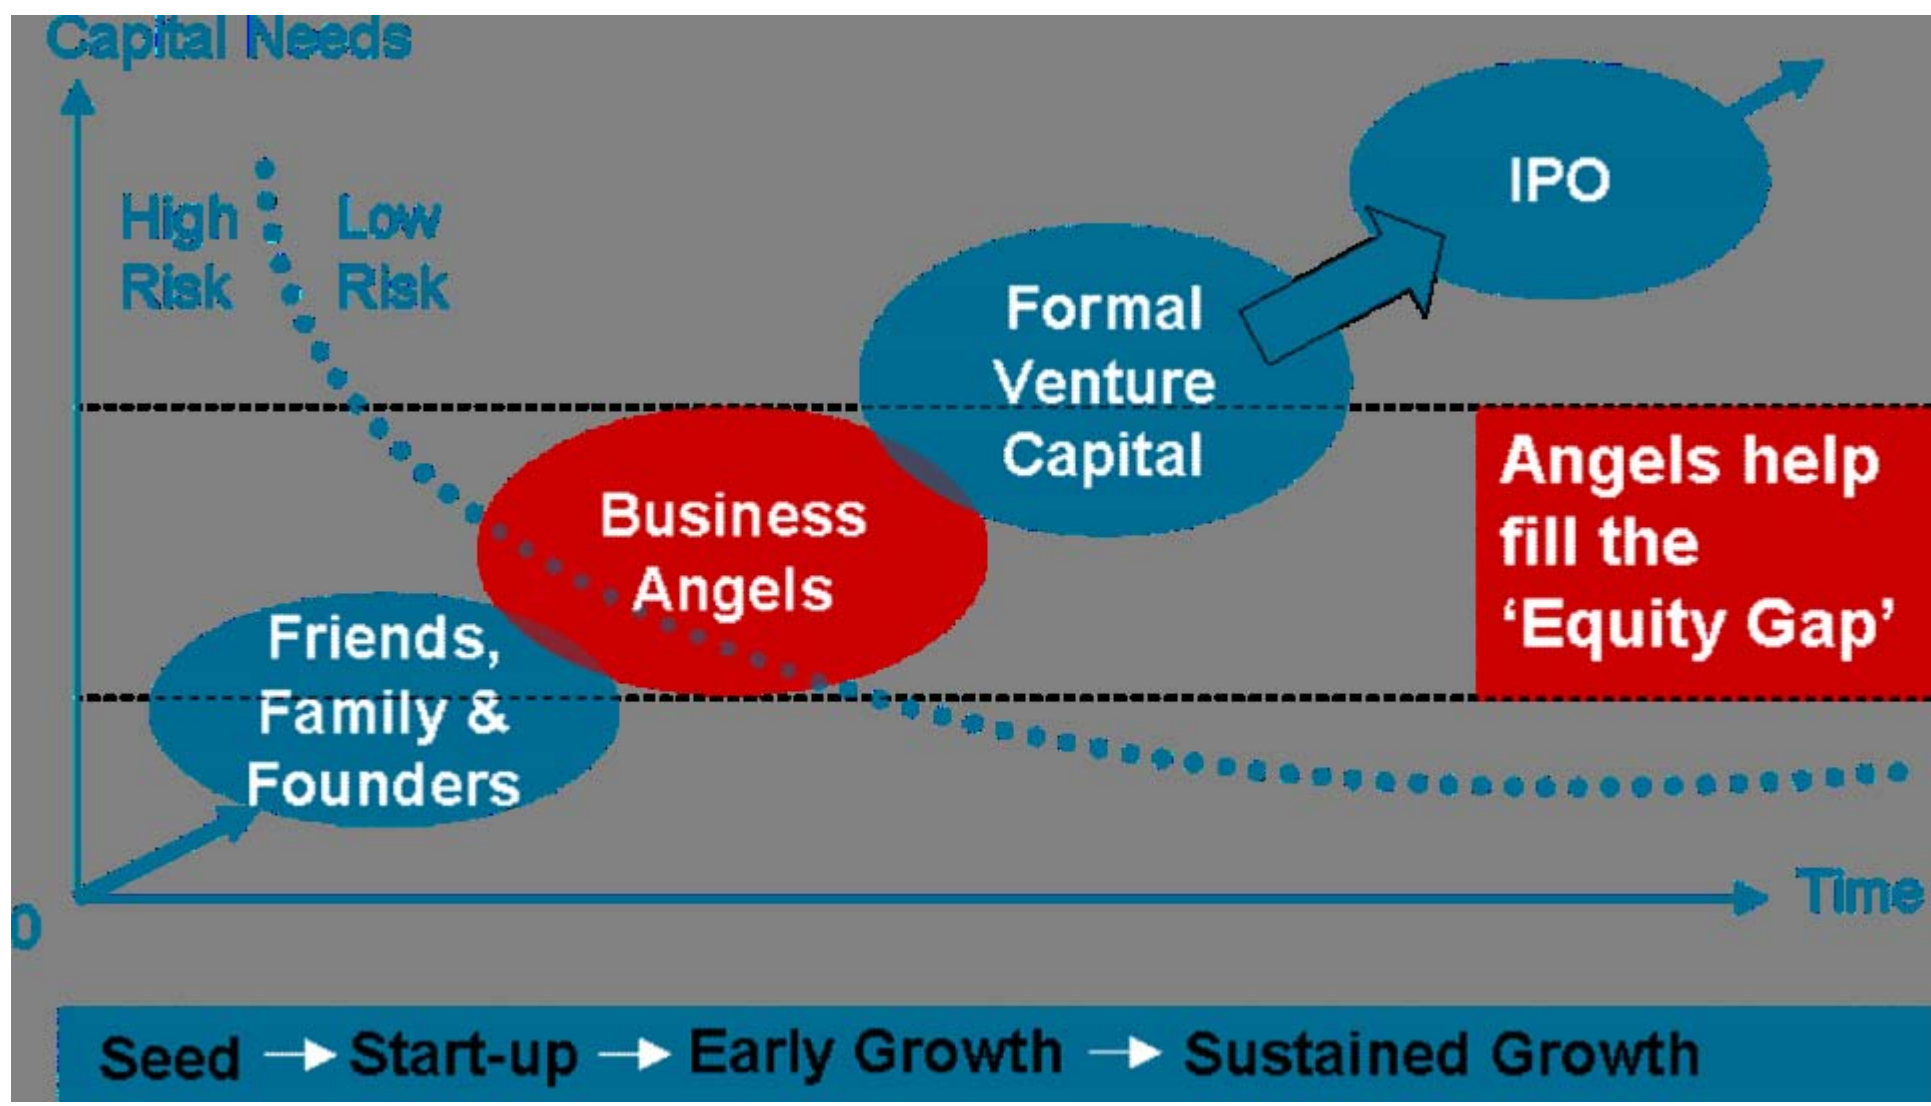 Capital Needs
High
Risk
Low
Risk
IPO
Formal
Venture
Capital
Business
Angels
Angels help
fill the
‘Equity Gap’
Friends,
Family &
Founders
Time
0
Seed → Start-up → Early Growth → Sustained Growth